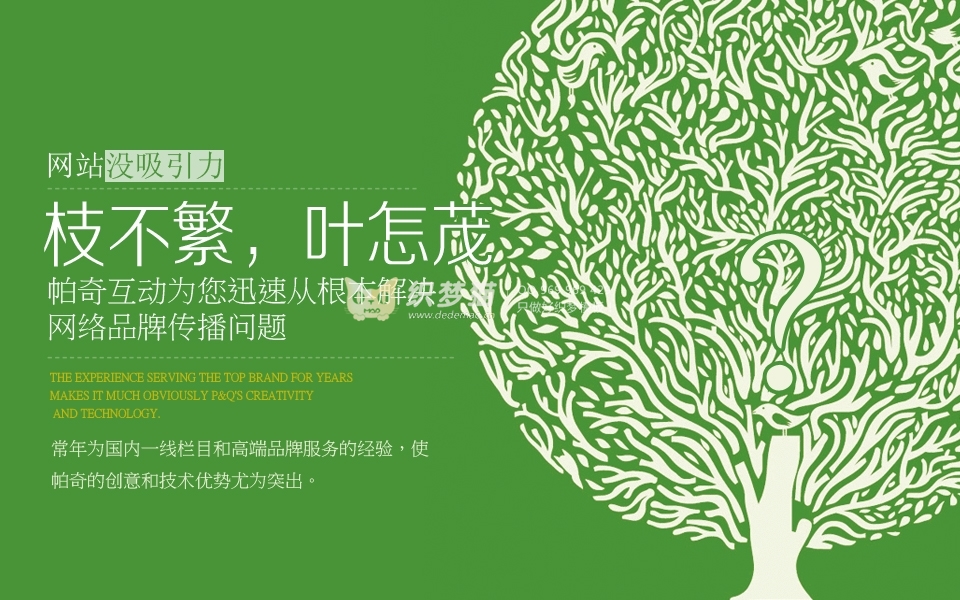 网站没吸引力
枝不繁，叶怎茂
帕奇互动为您迅速从根本解决
网络品牌传播问题
织梦猫
www.dedemao.cn
THE EXPERIENCE SERVING THE TOP BRAND FOR YEARS
MAKES IT MUCH OBVIOUSLY P&Q'S CREATIVITY
AND TECHNOLOGY.
常年为国内一线栏目和高端品牌服务的经验，使
帕奇的创意和技术优势尤为突出。
?